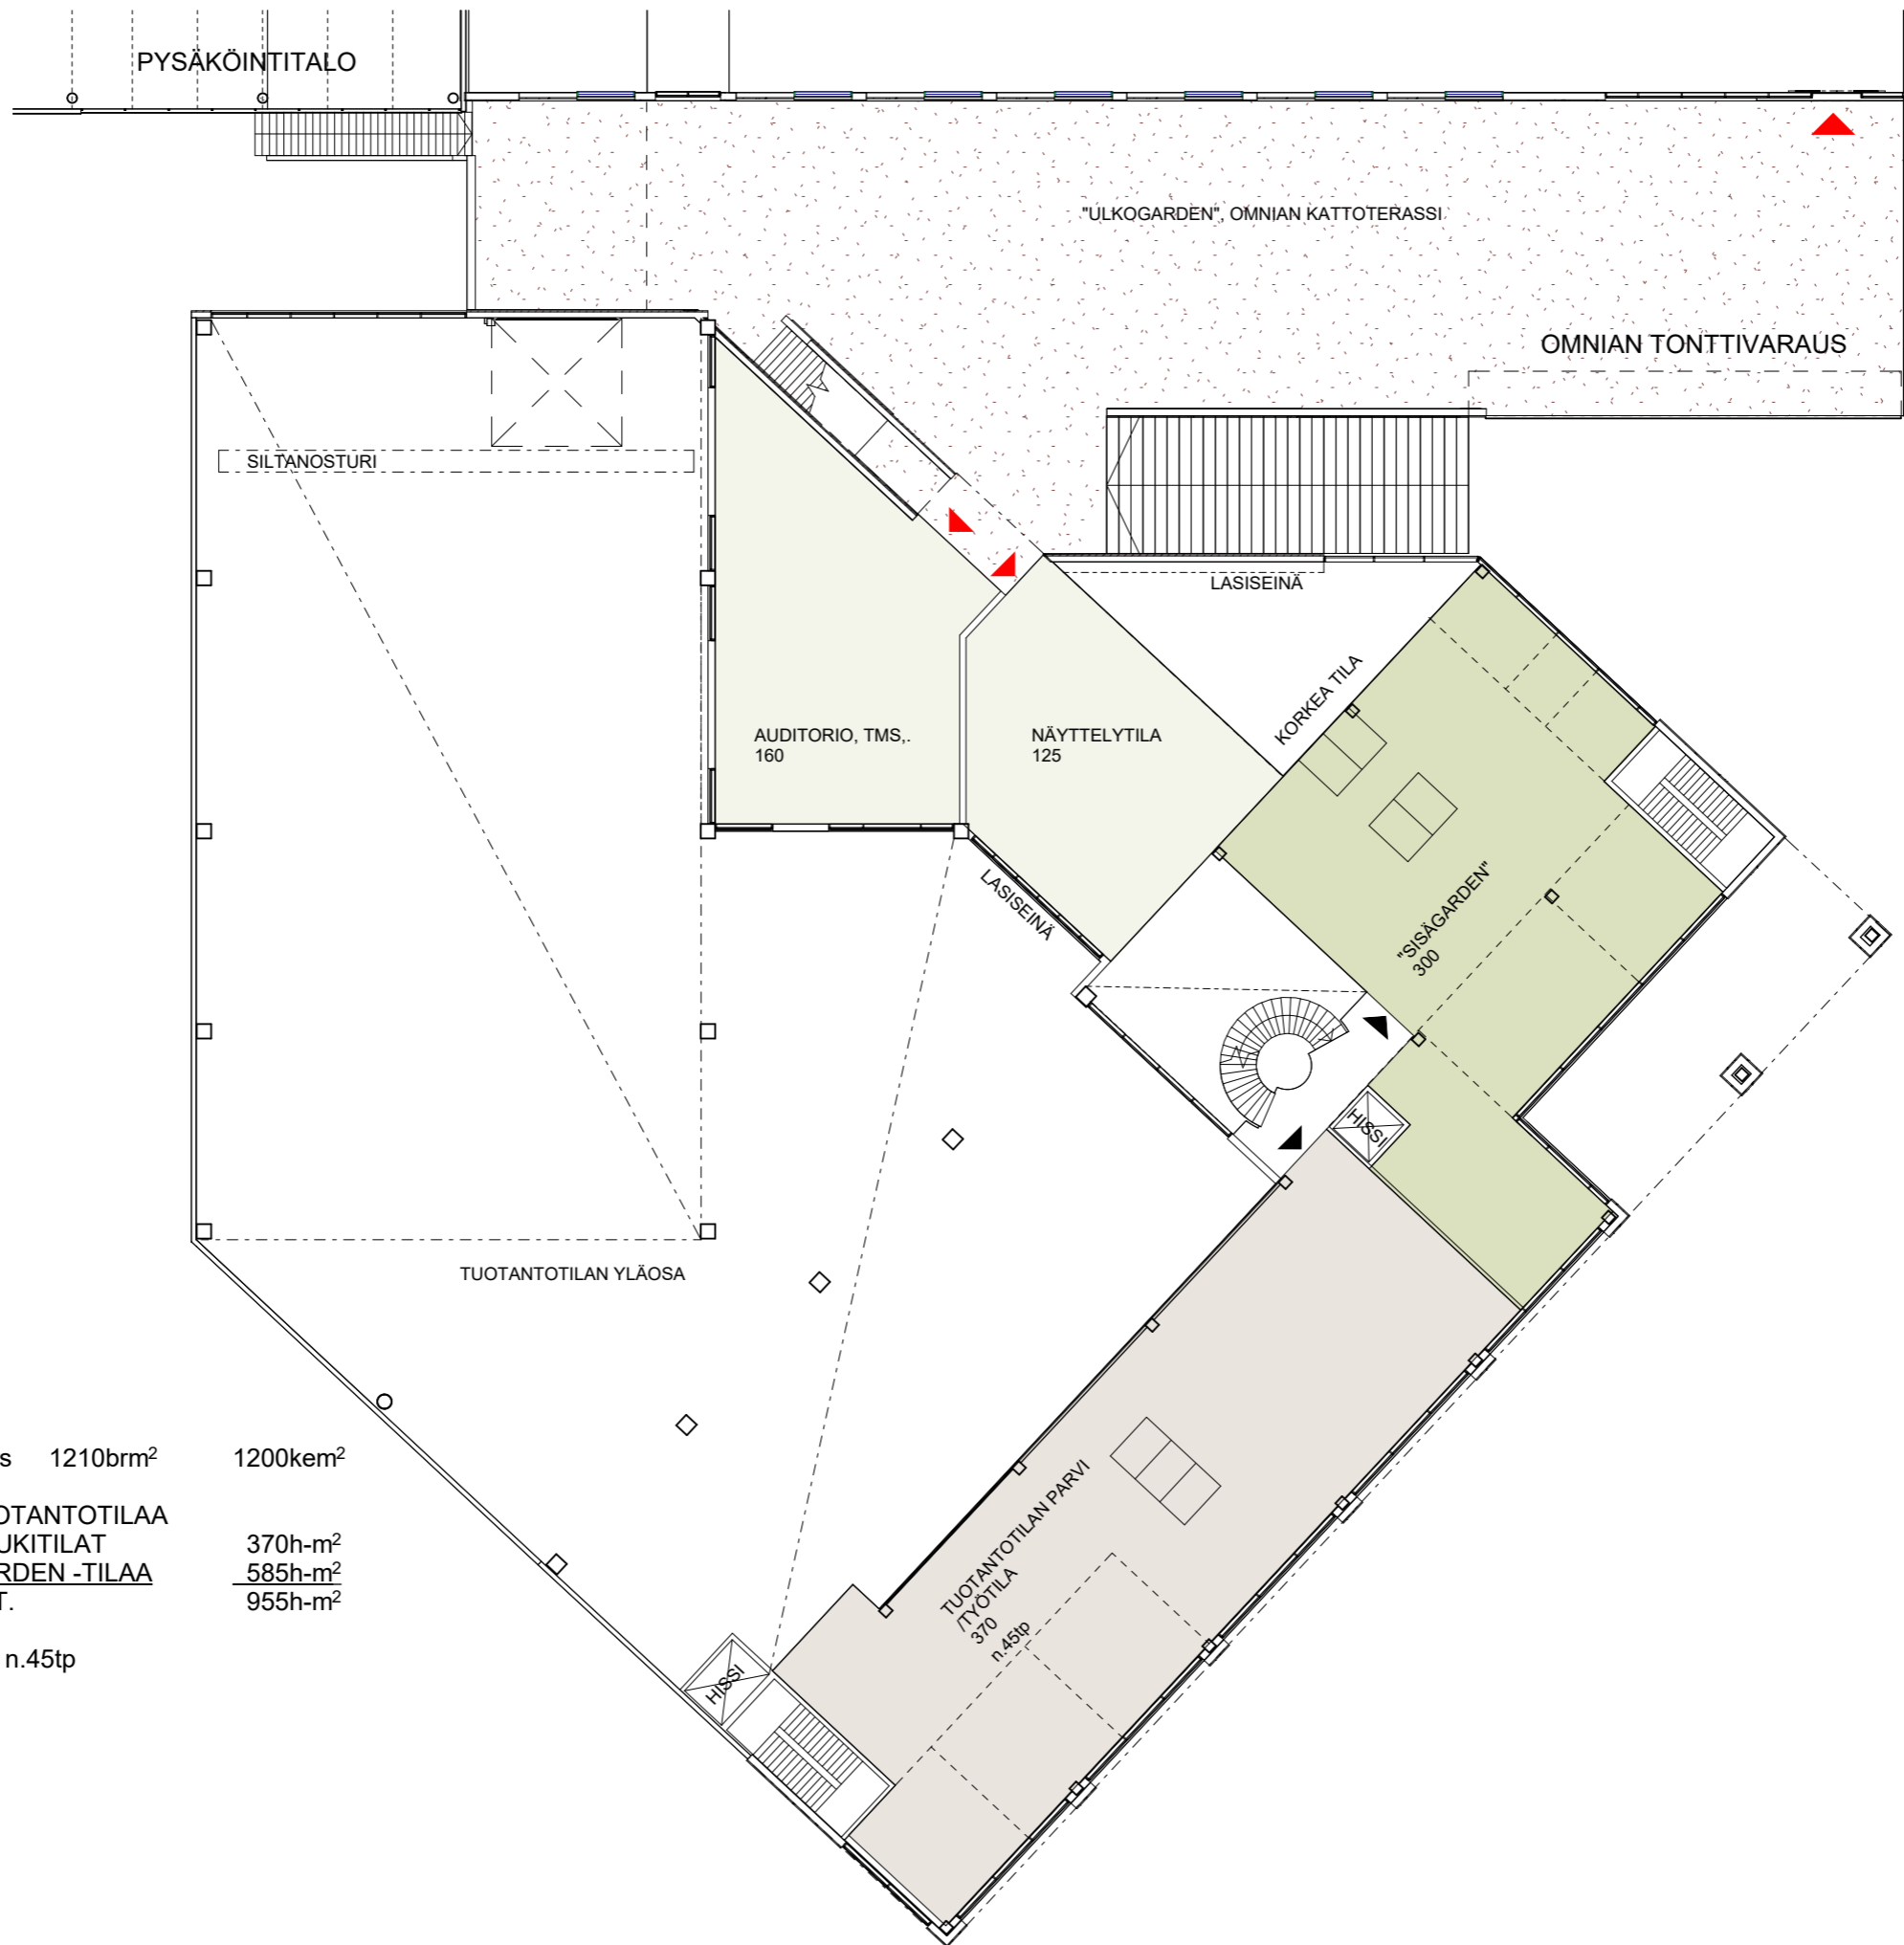 PYSÄKÖINTITALO
"ULKOGARDEN", OMNIAN KATTOTERASSI
OMNIAN TONTTIVARAUS
SILTANOSTURI
LASISEINÄ
KORKEA TILA
AUDITORIO, TMS,.
160
NÄYTTELYTILA
125
LASISEINÄ
"SISÄGARDEN"
300
HISSI
TUOTANTOTILAN YLÄOSA
TUOTANTOTILAN PARVI
/TYÖTILA
370
n.45tp
HISSI
s 1210brm² 1200kem²
OTANTOTILAA
UKITILAT 370h-m²
RDEN -TILAA 585h-m²
T. 955h-m²
n.45tp